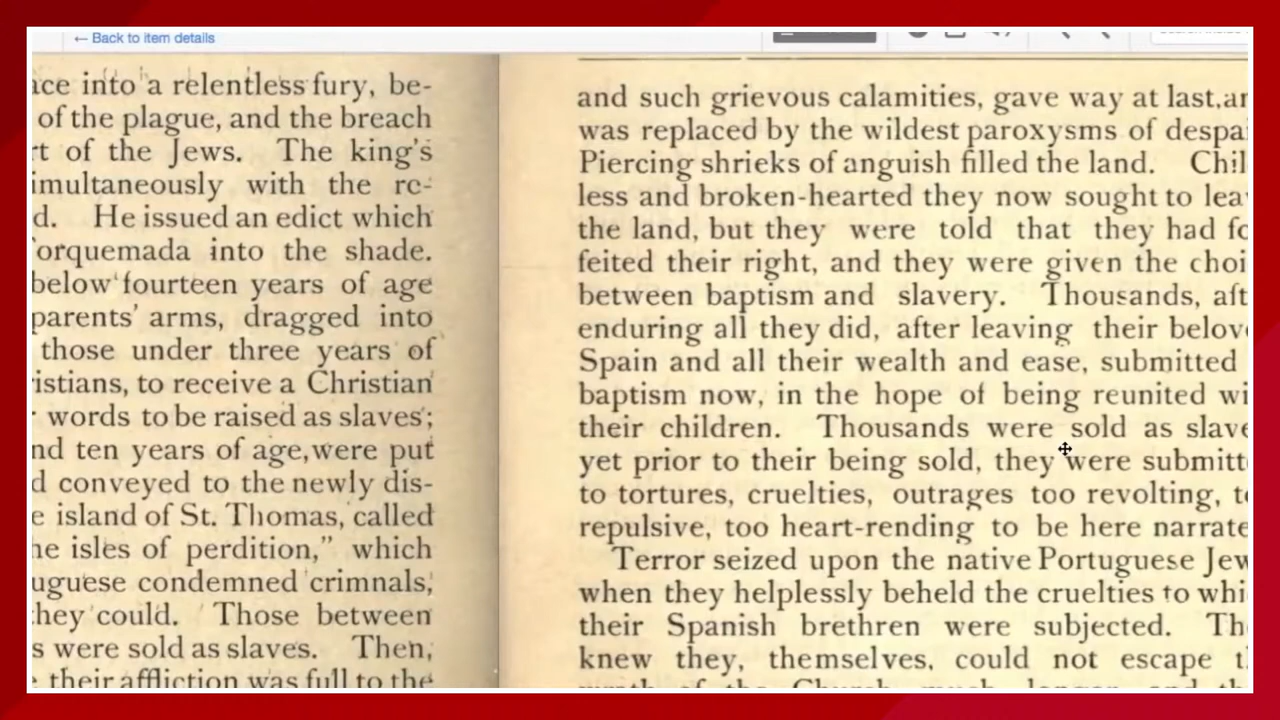 ← Back to item details
ace into a relentless fury, be-
of the plague, and the breach
rt of the Jews. The king's
imultaneously with the re-
d. He issued an edict which
orquemada into the shade.
below fourteen years of age
parents' arms, dragged into
those under three years of
istians, to receive a Christian
words to be raised as slaves;
nd ten years of age, were put
d conveyed to the newly dis-
e island of St. Thomas, called
he isles of perdition," which
uguese condemned crimnals,
they could. Those between
s were sold as slaves. Then,
their affliction was full to the
and such grievous calamities, gave way at last, an
was replaced by the wildest paroxysms of despai
Piercing shrieks of anguish filled the land. Chil
less and broken-hearted they now sought to lea
the land, but they were told that they had fo
feited their right, and they were given the choi
between baptism and slavery. Thousands, aft
enduring all they did, after leaving their belov
Spain and all their wealth and ease, submitted
baptism now, in the hope of being reunited wi
their children. Thousands were sold as slave
yet prior to their being sold, they were submitt
to tortures, cruelties, outrages too revolting, t
repulsive, too heart-rending to be here narrate
Terror seized upon the native Portuguese Jew
when they helplessly beheld the cruelties to whi
their Spanish brethren were subjected. Th
knew they, themselves, could not escape t
of the Church much longer, and th